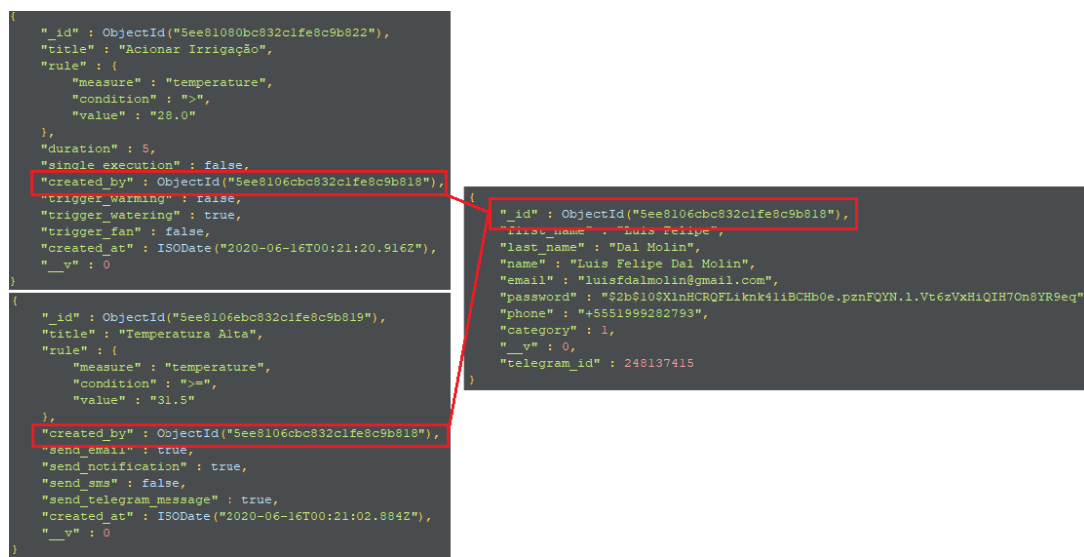 {
"_id" : ObjectId("5ee81080bc832c1fe8c9b822"),
"title" : "Acionar Irrigação",
"rule" : {
"measure" : "temperature",
"condition" : ">",
"value" : "28.0"
},
"duration" : 5,
"single_execution" : false,
"created_by" : ObjectId("5ee8106cbc832c1fe8c9b818"),
"trigger_warming" : false,
"trigger_watering" : true,
"trigger_fan" : false,
"created_at" : ISODate("2020-06-16T00:21:20.916Z"),
"__v" : 0
}
{
"_id" : ObjectId("5ee8106ebc832c1fe8c9b819"),
"title" : "Temperatura Alta",
"rule" : {
"measure" : "temperature",
"condition" : ">=",
"value" : "31.5"
},
"created_by" : ObjectId("5ee8106cbc832c1fe8c9b818"),
"send_email" : true,
"send_notification" : true,
"send_sms" : false,
"send_telegram_message" : true,
"created_at" : ISODate("2020-06-16T00:21:02.884Z"),
"__v" : 0
}
{
"_id" : ObjectId("5ee8106cbc832c1fe8c9b818"),
"first_name" : "Luis Felipe",
"last_name" : "Dal Molin",
"name" : "Luis Felipe Dal Molin",
"email" : "luisfdalmolin@gmail.com",
"password" : "$2b$10$XlnHCRQFLiknk41iBCHb0e.pznFQYN.l.Vt6zVxHiQIH7On8YR9eq"
"phone" : "+5551999282793",
"category" : 1,
"__v" : 0,
"telegram_id" : 248137415
}